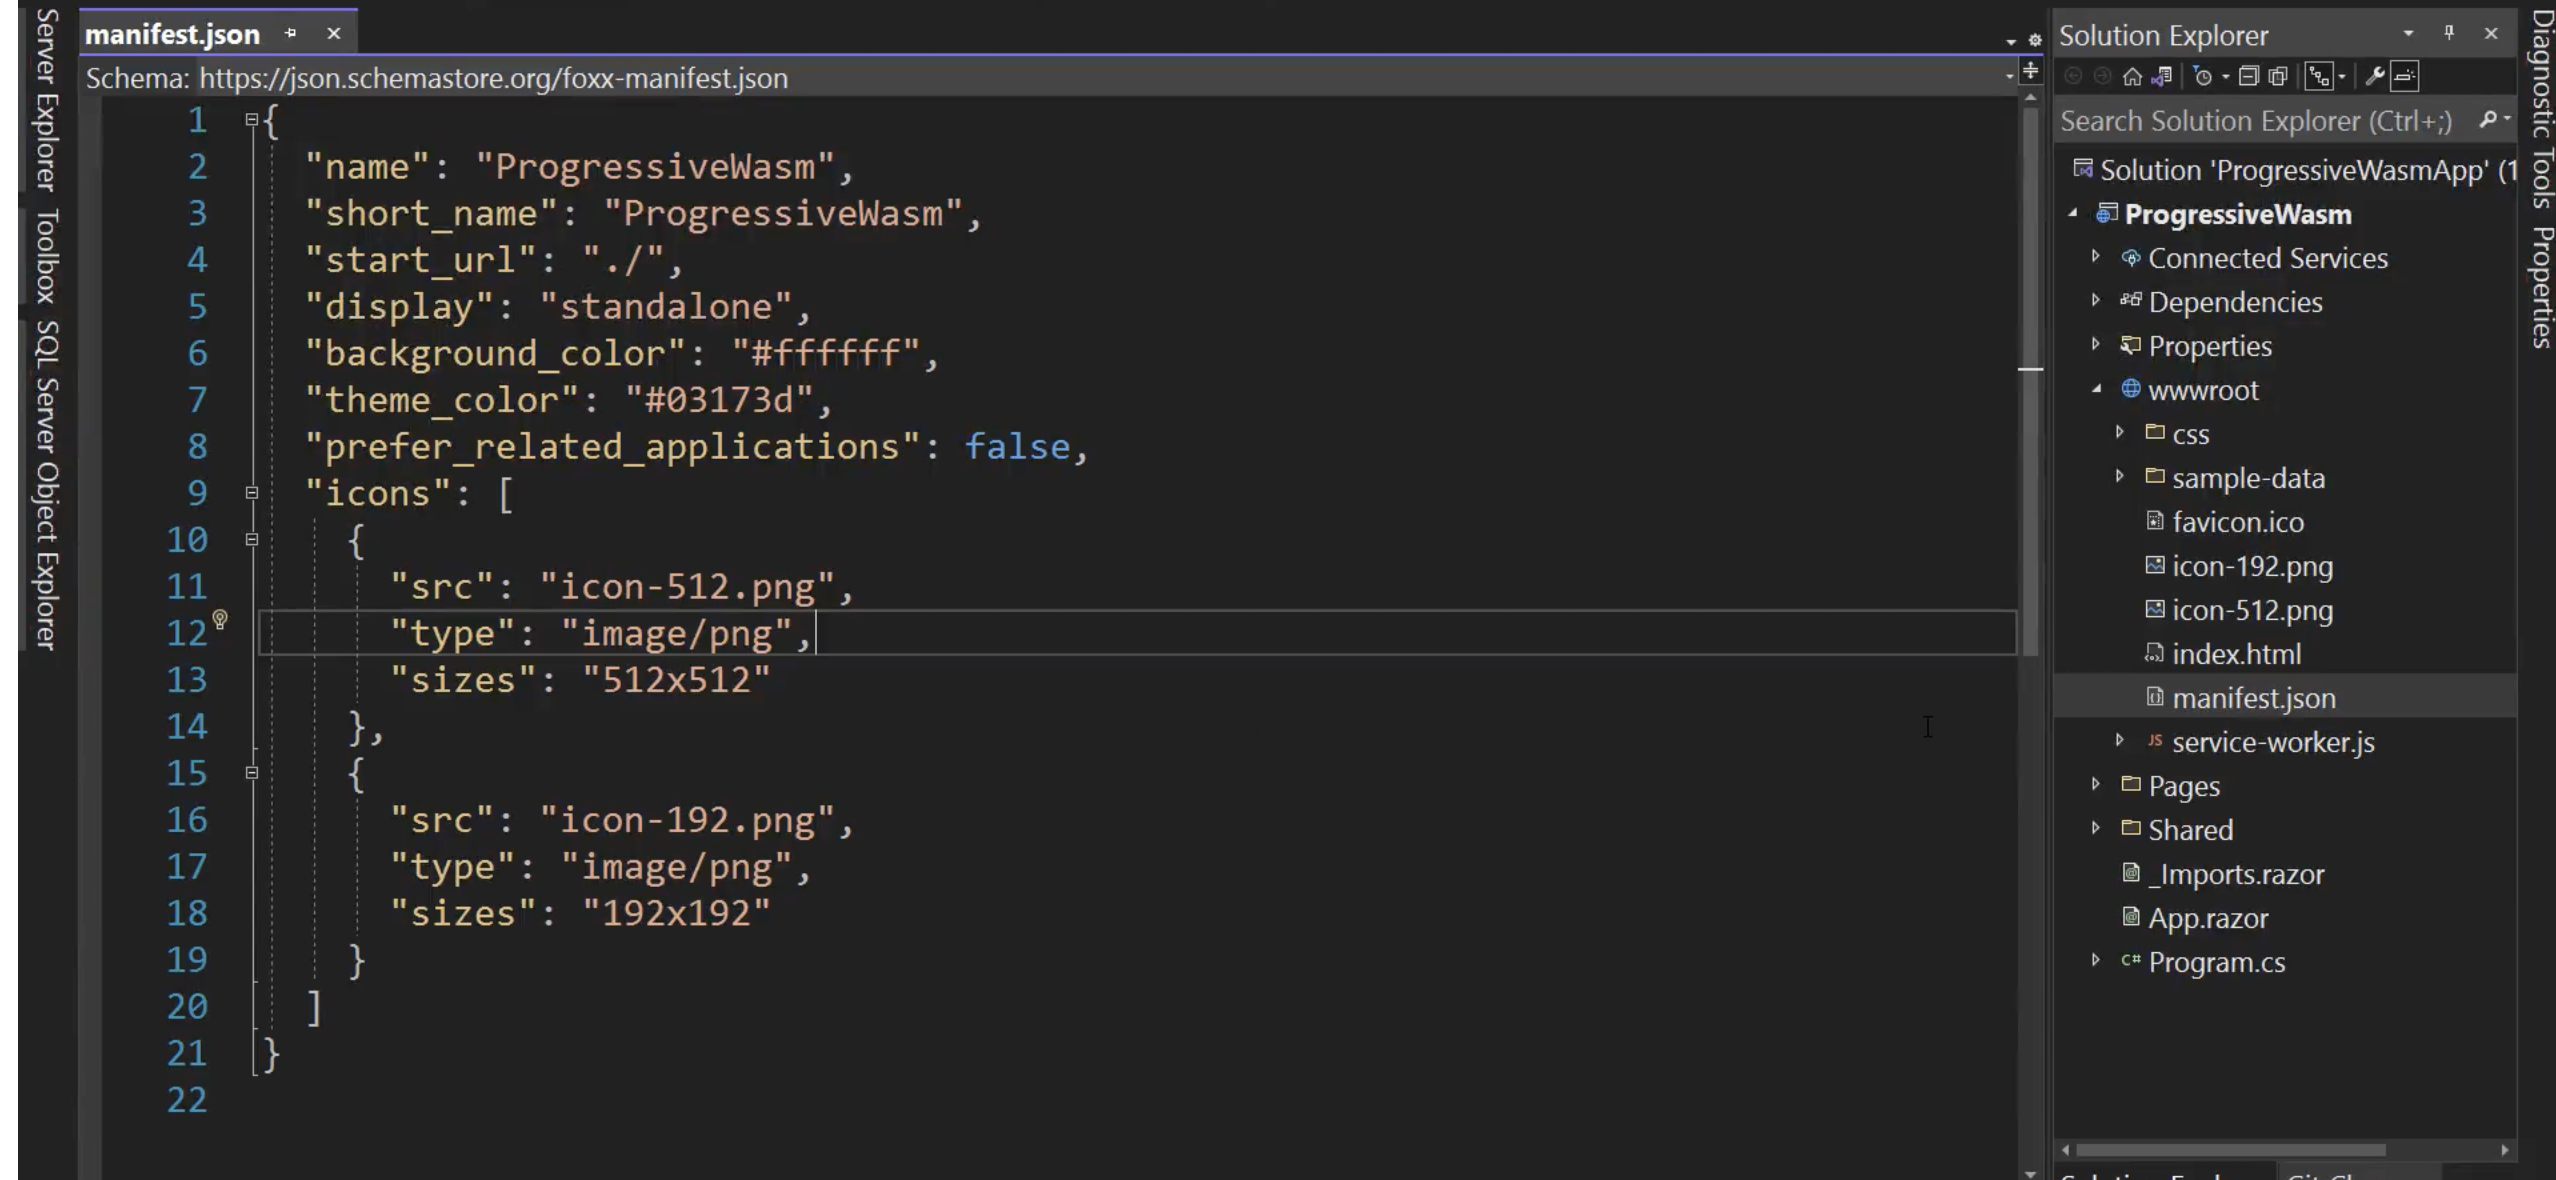 Server Explorer
Toolbox
SQL Server Object Explorer
manifest.json
Schema: https://json.schemastore.org/foxx-manifest.json
1 {
2 "name": "ProgressiveWasm",
3 "short_name": "ProgressiveWasm",
4 "start_url": "./",
5 "display": "standalone",
6 "background_color": "#ffffff",
7 "theme_color": "#03173d",
8 "prefer_related_applications": false,
9 "icons": [
10 {
11 "src": "icon-512.png",
12 "type": "image/png",
13 "sizes": "512x512"
14 },
15 {
16 "src": "icon-192.png",
17 "type": "image/png",
18 "sizes": "192x192"
19 }
20 ]
21 }
22
Solution Explorer
Search Solution Explorer (Ctrl+;)
Solution 'ProgressiveWasmApp' (1
ProgressiveWasm
Connected Services
Dependencies
Properties
wwwroot
css
sample-data
favicon.ico
icon-192.png
icon-512.png
index.html
manifest.json
JS service-worker.js
Pages
Shared
_Imports.razor
App.razor
C# Program.cs
Diagnostic Tools
Properties